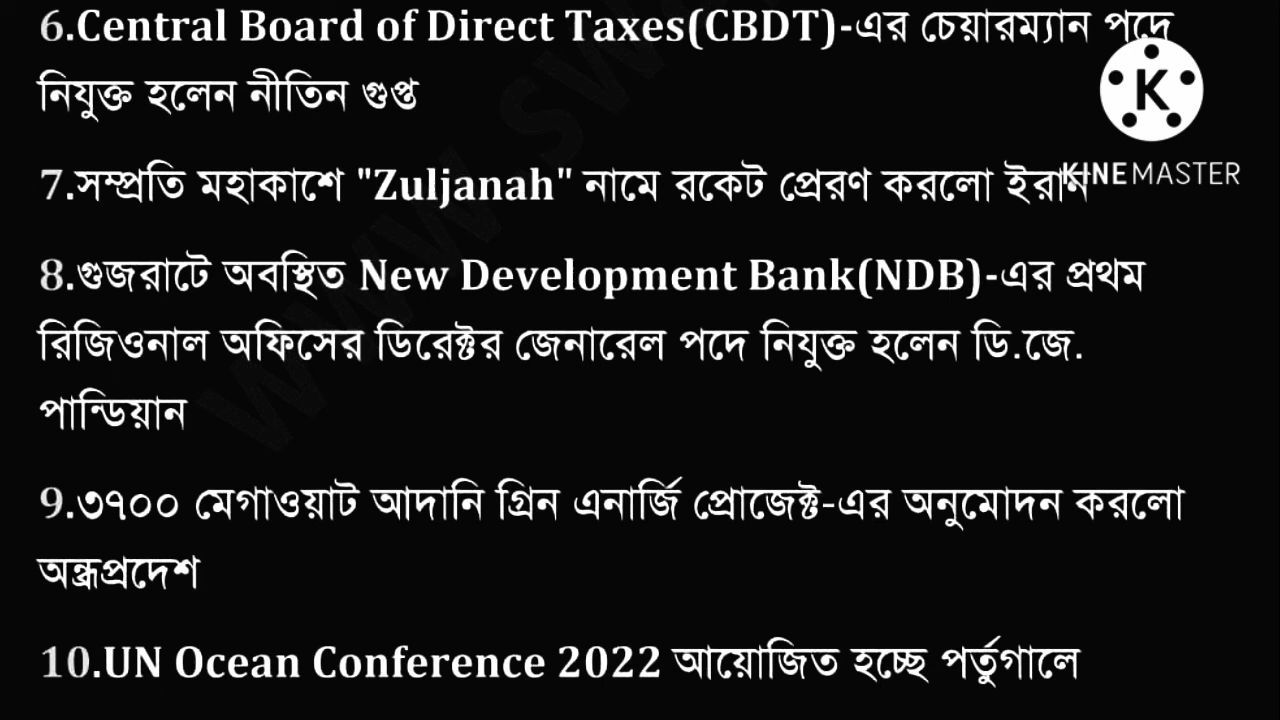 6.Central Board of Direct Taxes(CBDT)-এর চেয়ারম্যান পদে
নিযুক্ত হলেন নীতিন গুপ্ত
K
KINEMASTER
7.সম্প্রতি মহাকাশে "Zuljanah" নামে রকেট প্রেরণ করলো ইরান
8.গুজরাটে অবস্থিত New Development Bank(NDB)-এর প্রথম
রিজিওনাল অফিসের ডিরেক্টর জেনারেল পদে নিযুক্ত হলেন ডি.জে.
পান্ডিয়ান
9.৩৭০০ মেগাওয়াট আদানি গ্রিন এনার্জি প্রোজেক্ট-এর অনুমোদন করলো
অন্ধ্রপ্রদেশ
10.UN Ocean Conference 2022 আয়োজিত হচ্ছে পর্তুগালে